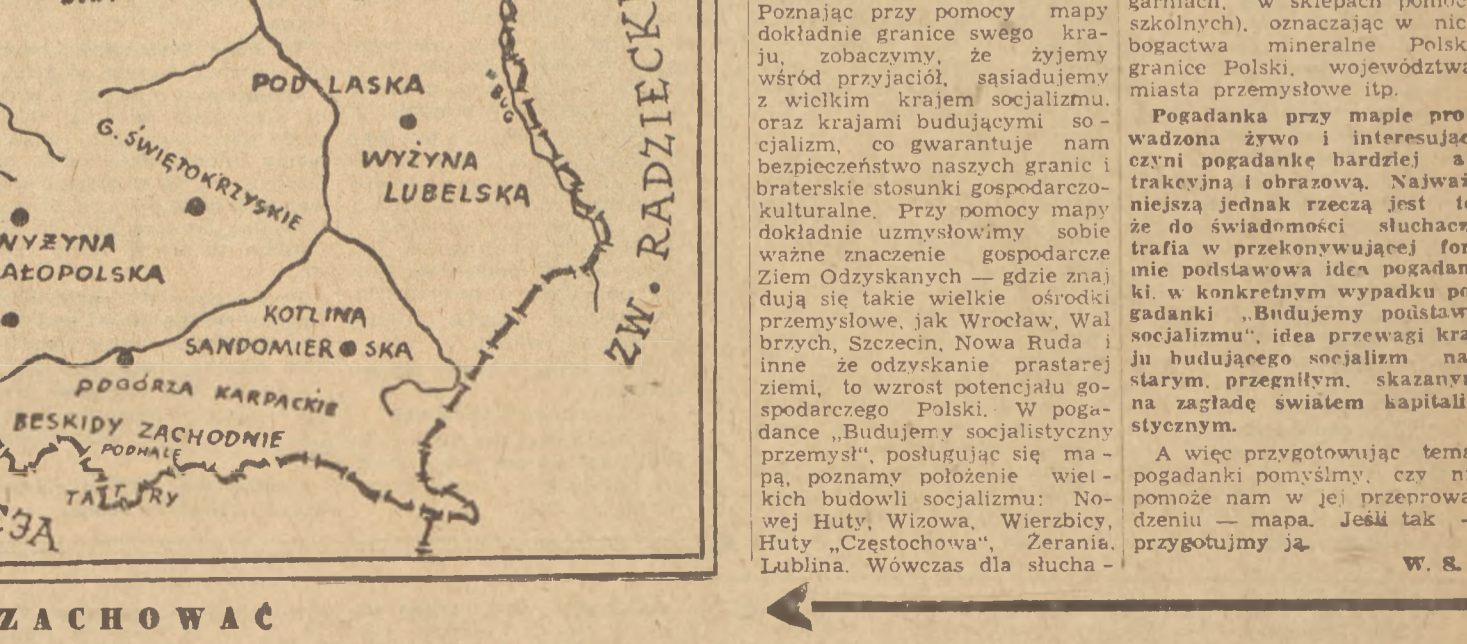 POD LASKA
BUG
ZW. RADZIECK
G. ŚWIĘTOKRZYSKIE
WYŻYNA
LUBELSKA
WYŻYNA
AŁOPOLSKA
KOTLINA
SANDOMIER SKA
POGÓRZA KARPACKIE
BESKIDY ZACHODNIE
PODHALE
TATRY
ZACHOWAĆ
Poznając przy pomocy mapy
dokładnie granice swego kra-
ju, zobaczymy, że żyjemy
wśród przyjaciół, sąsiadujemy
z wielkim krajem socjalizmu,
oraz krajami budującymi so-
cjalizm, co gwarantuje nam
bezpieczeństwo naszych granic i
braterskie stosunki gospodarczo-
kulturalne. Przy pomocy mapy
dokładnie uzmysłowimy sobie
ważne znaczenie gospodarcze
Ziem Odzyskanych — gdzie znaj
dują się takie wielkie ośrodki
przemysłowe, jak Wrocław, Wał
brzych, Szczecin, Nowa Ruda i
inne że odzyskanie prastarej
ziemi, to wzrost potencjału go-
spodarczego Polski. W poga-
dance „Budujemy socjalistyczny
przemysł“, posługując się ma-
pą, poznamy położenie wiel-
kich budowli socjalizmu: No-
wej Huty, Wizowa, Wierzbicy,
Huty „Częstochowa“, Żerania,
Lublina. Wówczas dla słucha-
garniach, w sklepach pomoc
szkolnych), oznaczając w nic
bogactwa mineralne Polsk
granice Polski, województwa
miasta przemysłowe itp.
Pogadanka przy mapie pro
wadzona żywo i interesując
czyni pogadankę bardziej a
trakcyjną i obrazową. Najważ
niejszą jednak rzeczą jest t
że do świadomości słuchacz
trafia w przekonywującej for
mie podstawowa idea pogadan
ki, w konkretnym wypadku po
gadanki „Budujemy podstaw
socjalizmu“, idea przewagi kra
ju budującego socjalizm na
starym, przegniłym, skazanym
na zagładę światem kapitali
stycznym.
A więc przygotowując tema
pogadanki pomyślmy, czy ni
pomoże nam w jej przeprowa
dzeniu — mapa. Jeśli tak -
przygotujmy ją.
W. S.